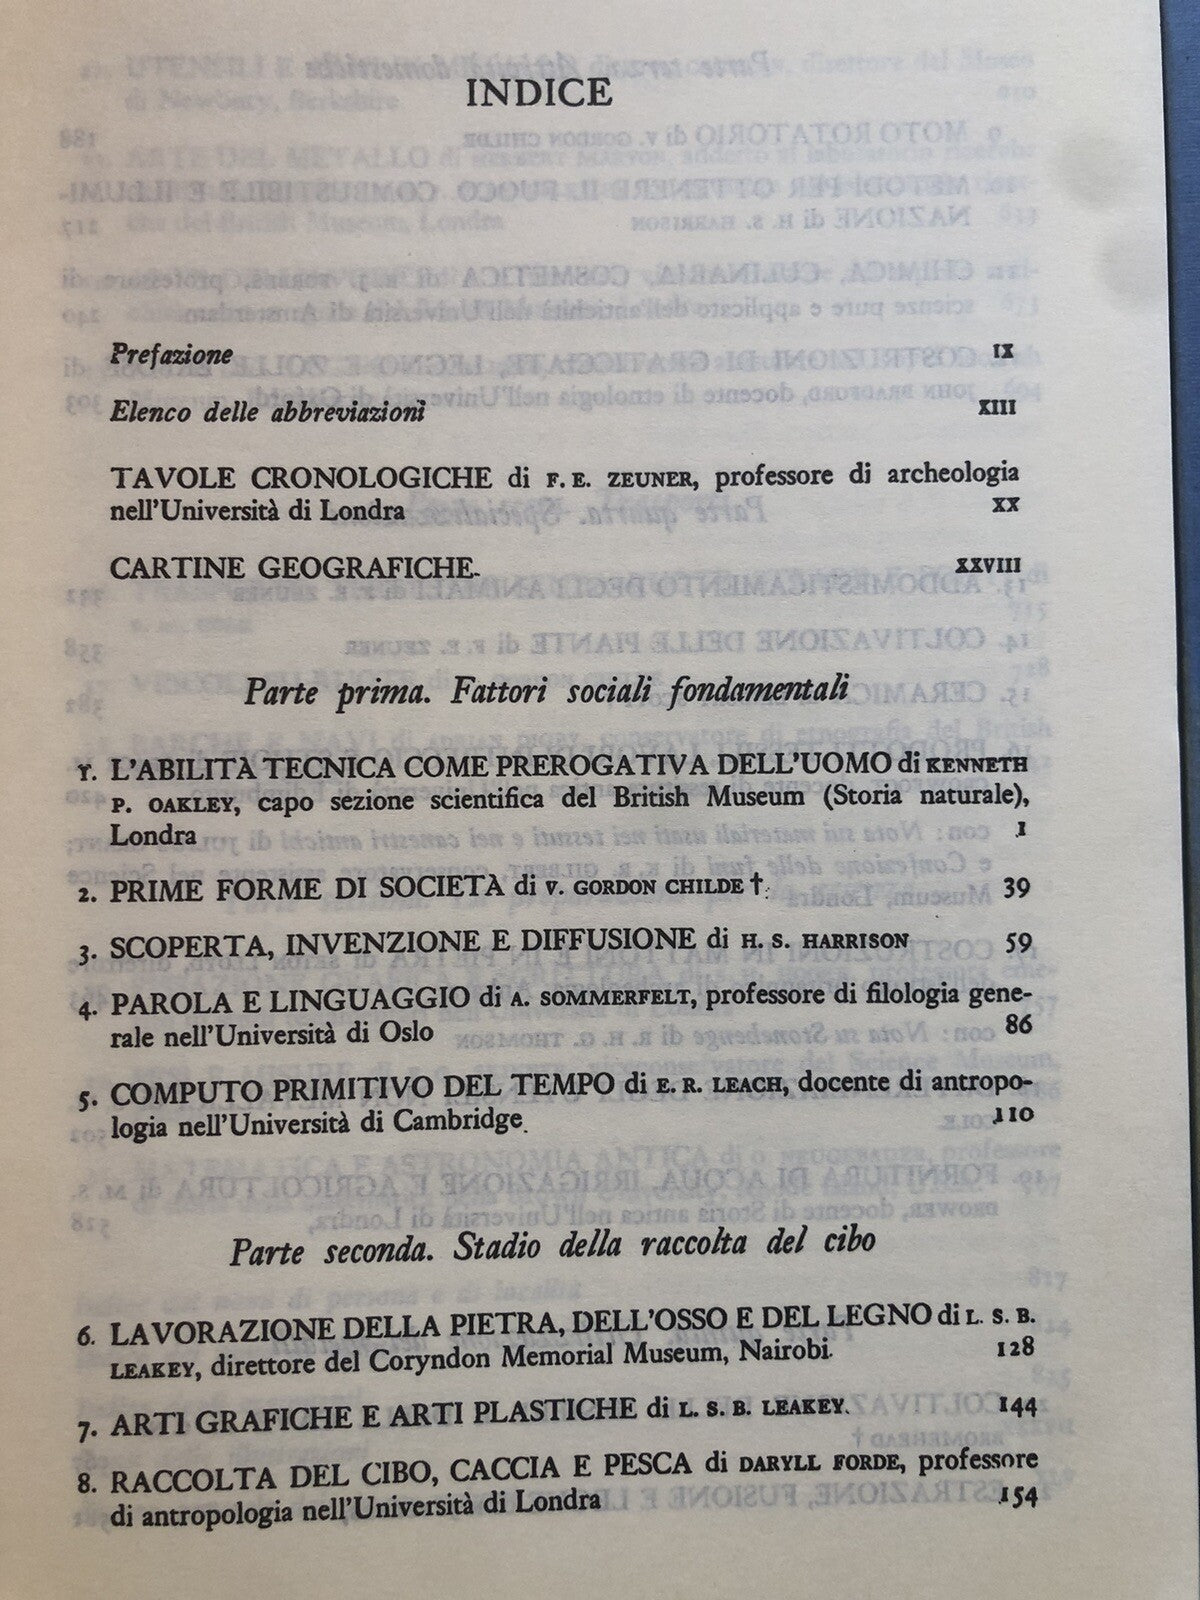 INDICE
Prefazione IX
Elenco delle abbreviazioni XIII
TAVOLE CRONOLOGICHE di F. E. ZEUNER, professore di archeologia
nell'Università di Londra XX
CARTINE GEOGRAFICHE XXVIII
Parte prima. Fattori sociali fondamentali
1. L'ABILITÀ TECNICA COME PREROGATIVA DELL'UOMO di KENNETH
P. OAKLEY, capo sezione scientifica del British Museum (Storia naturale),
Londra 1
2. PRIME FORME DI SOCIETÀ di V. GORDON CHILDE † 39
3. SCOPERTA, INVENZIONE E DIFFUSIONE di H. S. HARRISON 59
4. PAROLA E LINGUAGGIO di A. SOMMERFELT, professore di filologia gene-
rale nell'Università di Oslo 86
5. COMPUTO PRIMITIVO DEL TEMPO di E. R. LEACH, docente di antropo-
logia nell'Università di Cambridge 110
Parte seconda. Stadio della raccolta del cibo
6. LAVORAZIONE DELLA PIETRA, DELL'OSSO E DEL LEGNO di L. S. B.
LEAKEY, direttore del Coryndon Memorial Museum, Nairobi 128
7. ARTI GRAFICHE E ARTI PLASTICHE di L. S. B. LEAKEY 144
8. RACCOLTA DEL CIBO, CACCIA E PESCA di DARYLL FORDE, professore
di antropologia nell'Università di Londra 154